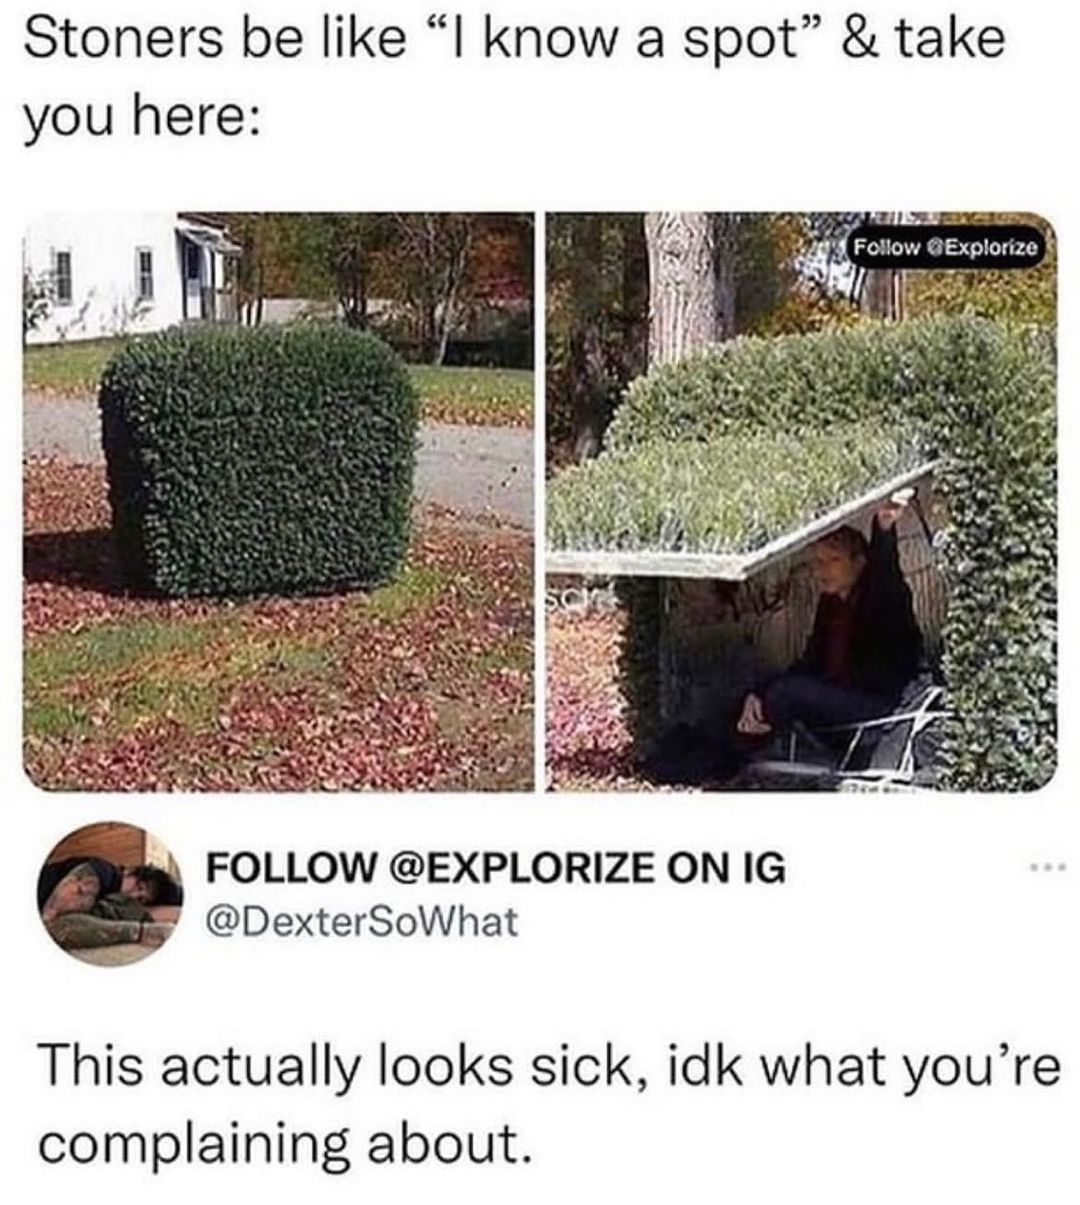 Stoners be like “I know a spot” & take
you here:
Follow @Explorize
FOLLOW @EXPLORIZE ON IG
@DexterSoWhat
This actually looks sick, idk what you’re
complaining about.